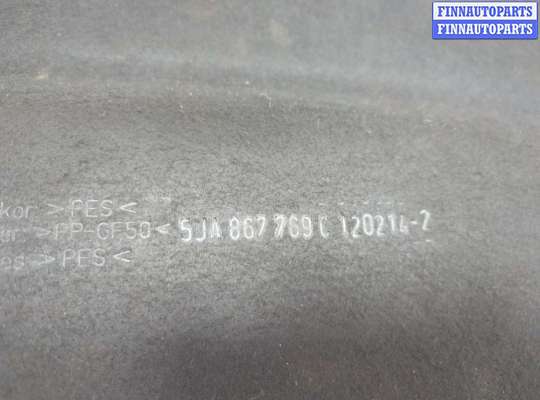 FINNAUTOPARTS
FINNAUTOPARTS
>PES<
>PP-GF50< 5JA 867 769 C 120214-2
>PES<